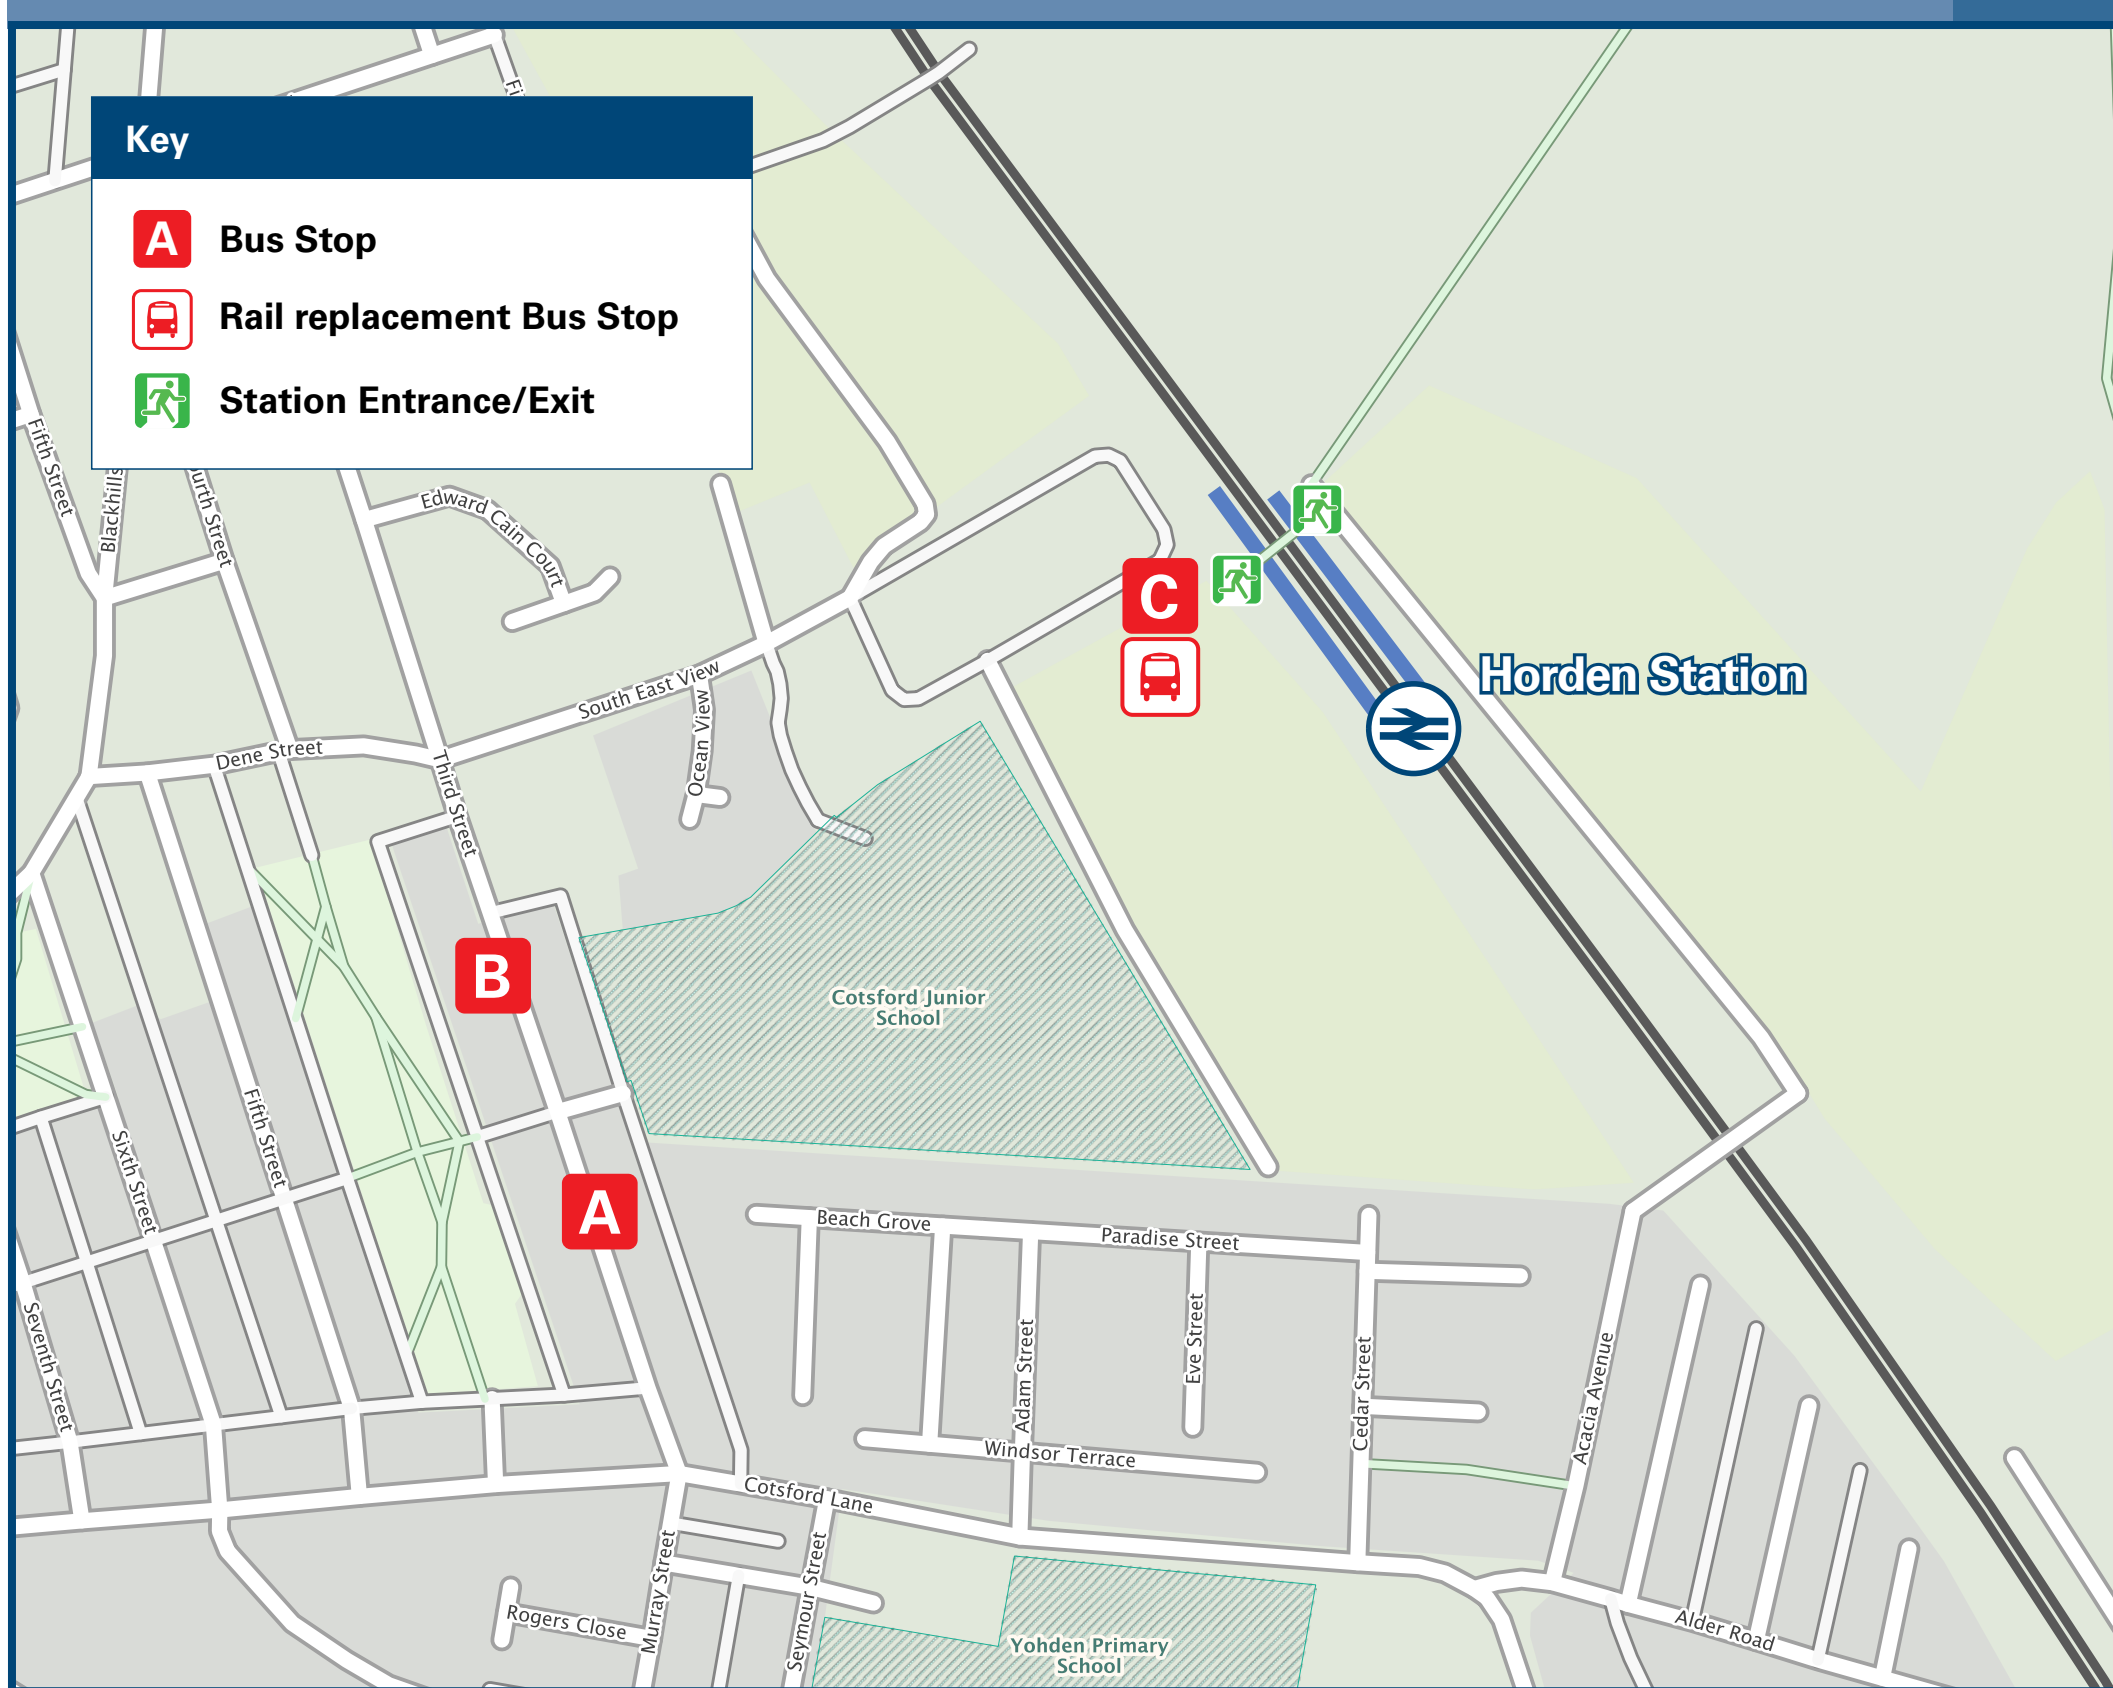 Key
A Bus Stop
Rail replacement Bus Stop
Station Entrance/Exit
Fi
Fifth Street
Blackhills
urth Street
Edward Cain Court
South East View
Ocean View
Dene Street
Third Street
C
Horden Station
B
Cotsford Junior
School
A
Fifth Street
Sixth Street
Seventh Street
Beach Grove
Paradise Street
Adam Street
Eve Street
Cedar Street
Acacia Avenue
Windsor Terrace
Cotsford Lane
Murray Street
Seymour Street
Rogers Close
Yohden Primary
School
Alder Road